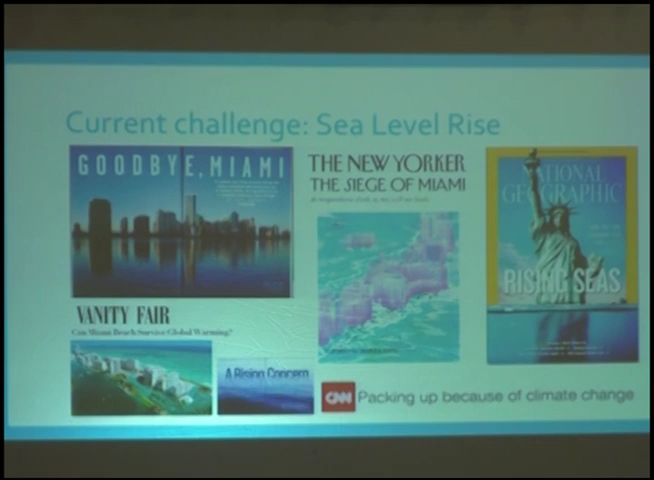 Current challenge: Sea Level Rise
GOODBYE, MIAMI
THE NEW YORKER
THE SIEGE OF MIAMI
NATIONAL
GEOGRAPHIC
RISING SEAS
VANITY FAIR
Can Miami Beach Survive Global Warming?
A Rising Concern
CNN Packing up because of climate change